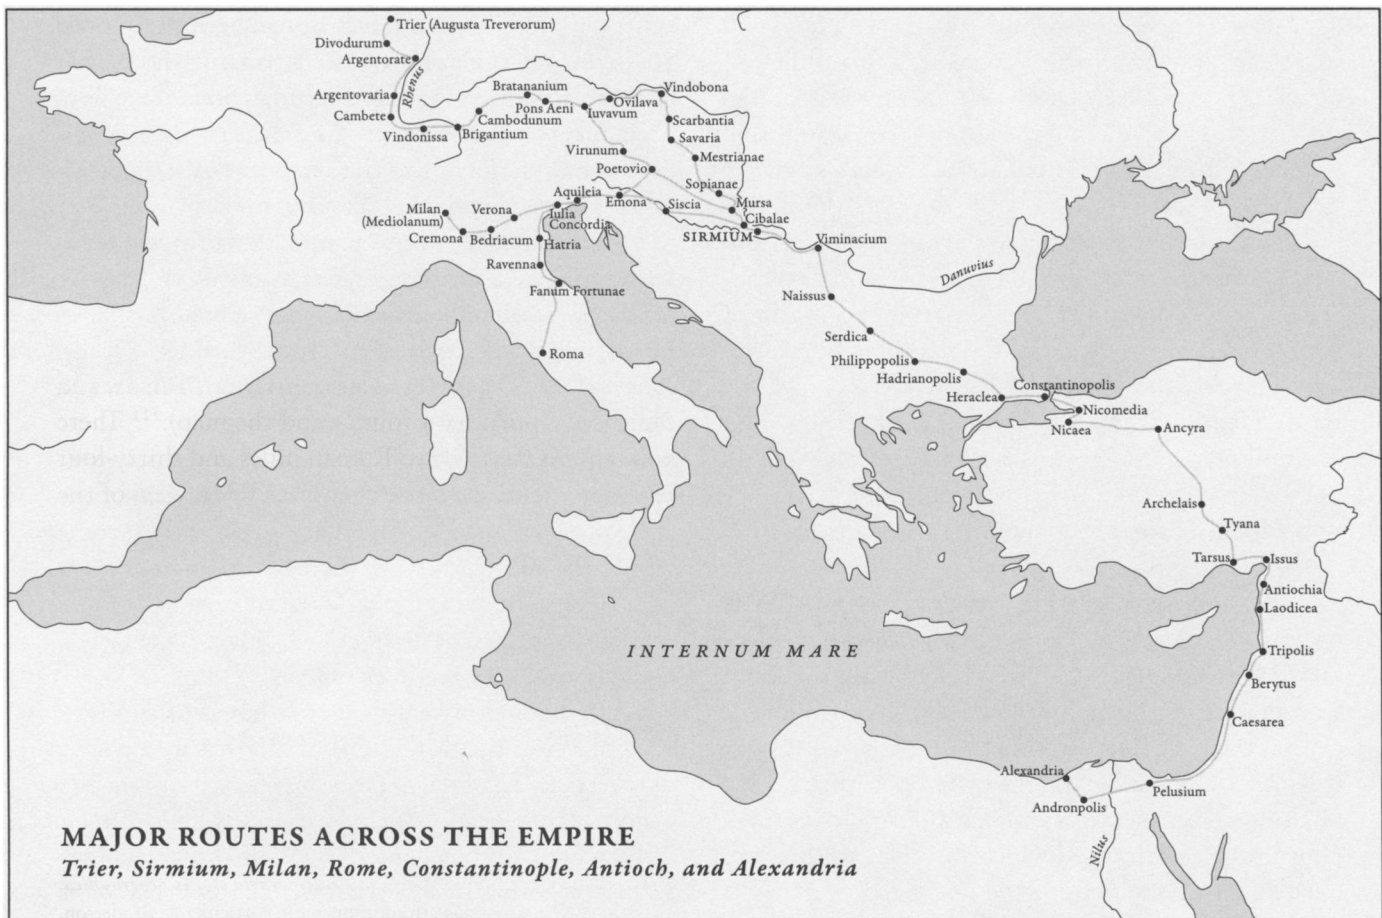 Trier (Augusta Treverorum)
Divodurum
Argentorate
Rhenus
Argentovaria
Cambete
Vindonissa
Brigantium
Cambodunum
Bratananium
Pons Aeni
Iuvavum
Ovilava
Vindobona
Scarbantia
Savaria
Mestrianae
Virunum
Poetovio
Sopianae
Mursa
Cibalae
SIRMIUM
Siscia
Emona
Aquileia
Iulia
Concordia
Verona
Milan
(Mediolanum)
Cremona
Bedriacum
Hatria
Ravenna
Fanum Fortunae
Roma
Viminacium
Danuvius
Naissus
Serdica
Philippopolis
Hadrianopolis
Heraclea
Constantinopolis
Nicomedia
Nicaea
Ancyra
Archelais
Tyana
Tarsus
Issus
Antiochia
Laodicea
Tripolis
Berytus
Caesarea
INTERNUM MARE
Alexandria
Andronpolis
Pelusium
Nilus
MAJOR ROUTES ACROSS THE EMPIRE
Trier, Sirmium, Milan, Rome, Constantinople, Antioch, and Alexandria